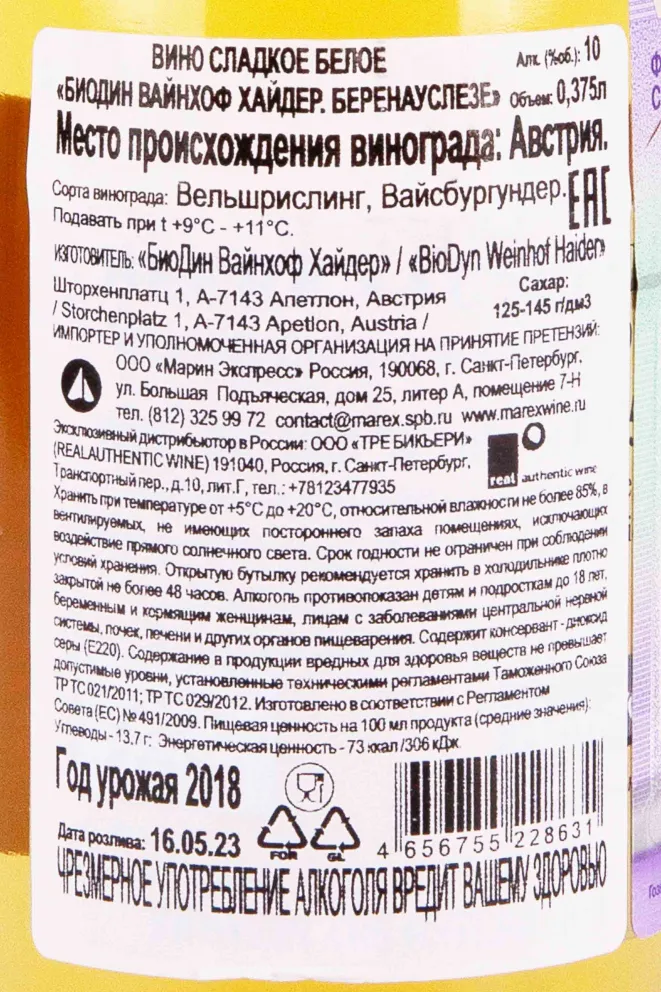 ВИНО СЛАДКОЕ БЕЛОЕ Алк. (%об.): 10
«БИОДИН ВАЙНХОФ ХАЙДЕР. БЕРЕНАУСЛЕЗЕ» Объем: 0,375л
Место происхождения винограда: Австрия.
Сорта винограда: Вельшрислинг, Вайсбургундер. ЕАС
Подавать при t +9°С - +11°С.
ИЗГОТОВИТЕЛЬ: «БиоДин Вайнхоф Хайдер» / «BioDyn Weinhof Haider»
Шторхенплатц 1, А-7143 Апетлон, Австрия
/ Storchenplatz 1, A-7143 Apetlon, Austria /
Сахар:
125-145 г/дм3
ИМПОРТЕР И УПОЛНОМОЧЕННАЯ ОРГАНИЗАЦИЯ НА ПРИНЯТИЕ ПРЕТЕНЗИЙ:
ООО «Марин Экспресс» Россия, 190068, г. Санкт-Петербург,
ул. Большая Подъяческая, дом 25, литер А, помещение 7-Н
тел. (812) 325 99 72 contact@marex.spb.ru www.marexwine.ru
Эксклюзивный дистрибьютор в России: ООО «ТРЕ БИКЪЕРИ»
(REALAUTHENTIC WINE) 191040, Россия, г. Санкт-Петербург,
Транспортный пер., д.10, лит.Г, тел.: +78123477935
real authentic wine
Хранить при температуре от +5°С до +20°С, относительной влажности не более 85%, в
вентилируемых, не имеющих постороннего запаха помещениях, исключающих
воздействие прямого солнечного света. Срок годности не ограничен при соблюдении
условий хранения. Открытую бутылку рекомендуется хранить в холодильнике плотно
закрытой не более 48 часов. Алкоголь противопоказан детям и подросткам до 18 лет,
беременным и кормящим женщинам, лицам с заболеваниями центральной нервной
системы, почек, печени и других органов пищеварения. Содержит консервант - диоксид
серы (Е220). Содержание в продукции вредных для здоровья веществ не превышает
допустимые уровни, установленные техническими регламентами Таможенного Союза
ТР ТС 021/2011; ТР ТС 029/2012. Изготовлено в соответствии с Регламентом
Совета (ЕС) № 491/2009. Пищевая ценность на 100 мл продукта (средние значения):
Углеводы - 13,7 г; Энергетическая ценность - 73 ккал /306 кДж
Год урожая 2018
Дата розлива: 16.05.23
FOR GL
4 656755 228631
ЧРЕЗМЕРНОЕ УПОТРЕБЛЕНИЕ АЛКОГОЛЯ ВРЕДИТ ВАШЕМУ ЗДОРОВЬЮ